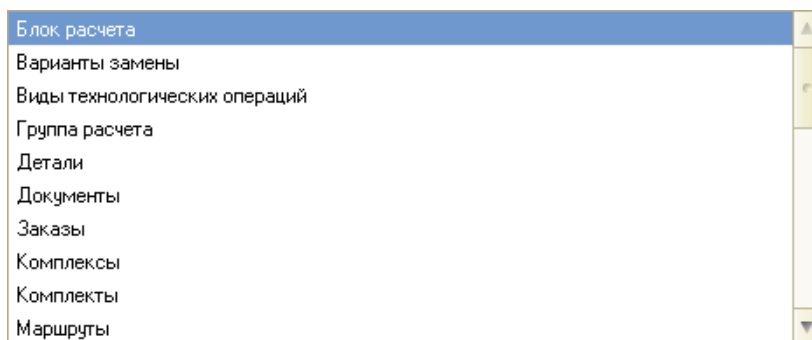 Блок расчета
Варианты замены
Виды технологических операций
Группа расчета
Детали
Документы
Заказы
Комплексы
Комплекты
Маршруты